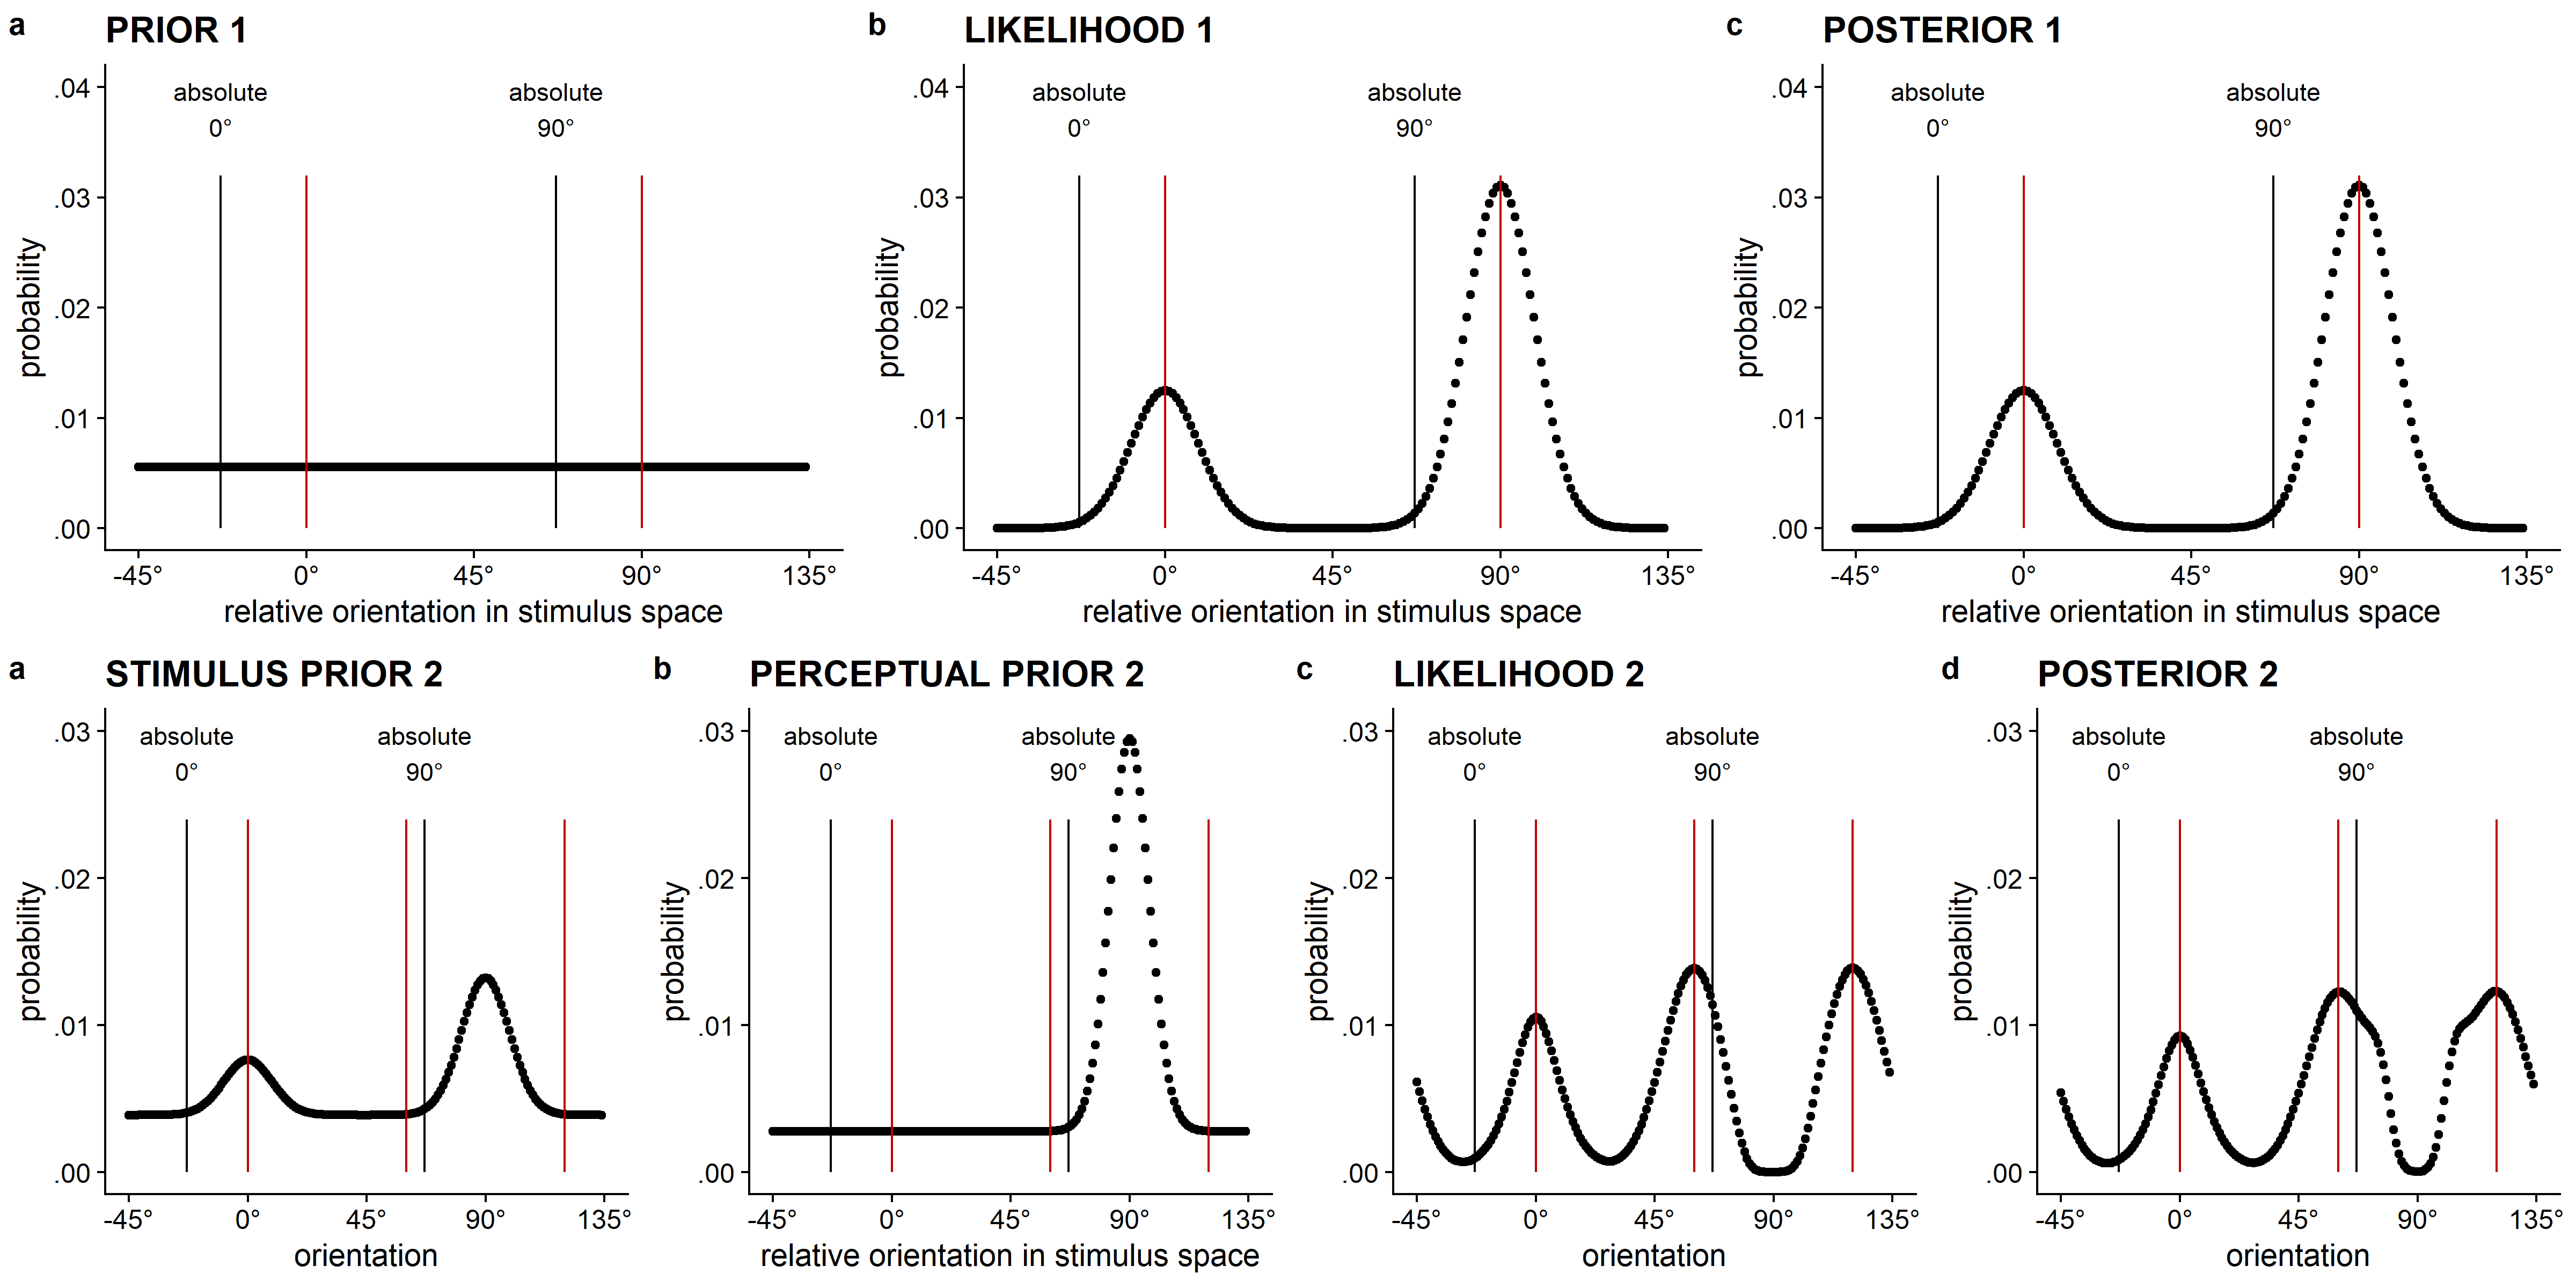 a PRIOR 1
.04
.03
.02
.01
.00
probability
absolute
0°
absolute
90°
-45° 0° 45° 90° 135°
relative orientation in stimulus space
b LIKELIHOOD 1
.04
.03
.02
.01
.00
probability
absolute
0°
absolute
90°
-45° 0° 45° 90° 135°
relative orientation in stimulus space
c POSTERIOR 1
.04
.03
.02
.01
.00
probability
absolute
0°
absolute
90°
-45° 0° 45° 90° 135°
relative orientation in stimulus space
a STIMULUS PRIOR 2
.03
.02
.01
.00
probability
absolute
0°
absolute
90°
-45° 0° 45° 90° 135°
orientation
b PERCEPTUAL PRIOR 2
.03
.02
.01
.00
probability
absolute
0°
absolute
90°
-45° 0° 45° 90° 135°
relative orientation in stimulus space
c LIKELIHOOD 2
.03
.02
.01
.00
probability
absolute
0°
absolute
90°
-45° 0° 45° 90° 135°
orientation
d POSTERIOR 2
.03
.02
.01
.00
probability
absolute
0°
absolute
90°
-45° 0° 45° 90° 135°
orientation